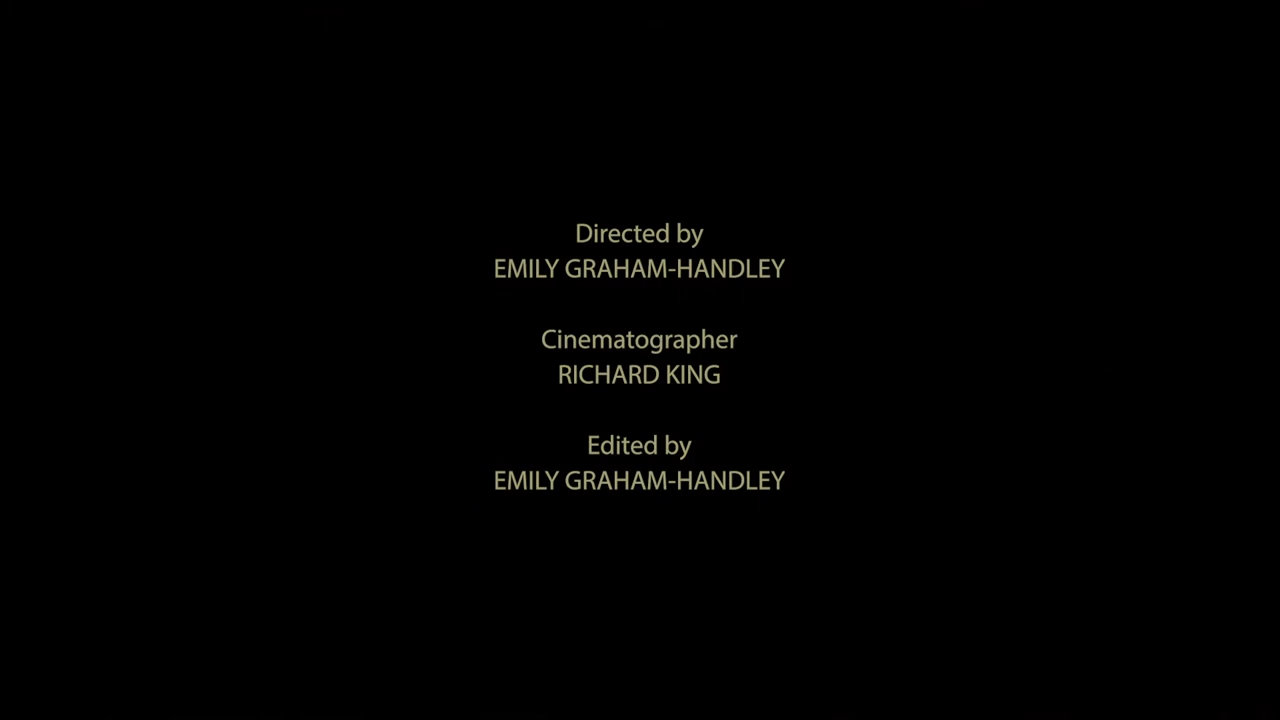 Directed by
EMILY GRAHAM-HANDLEY
Cinematographer
RICHARD KING
Edited by
EMILY GRAHAM-HANDLEY